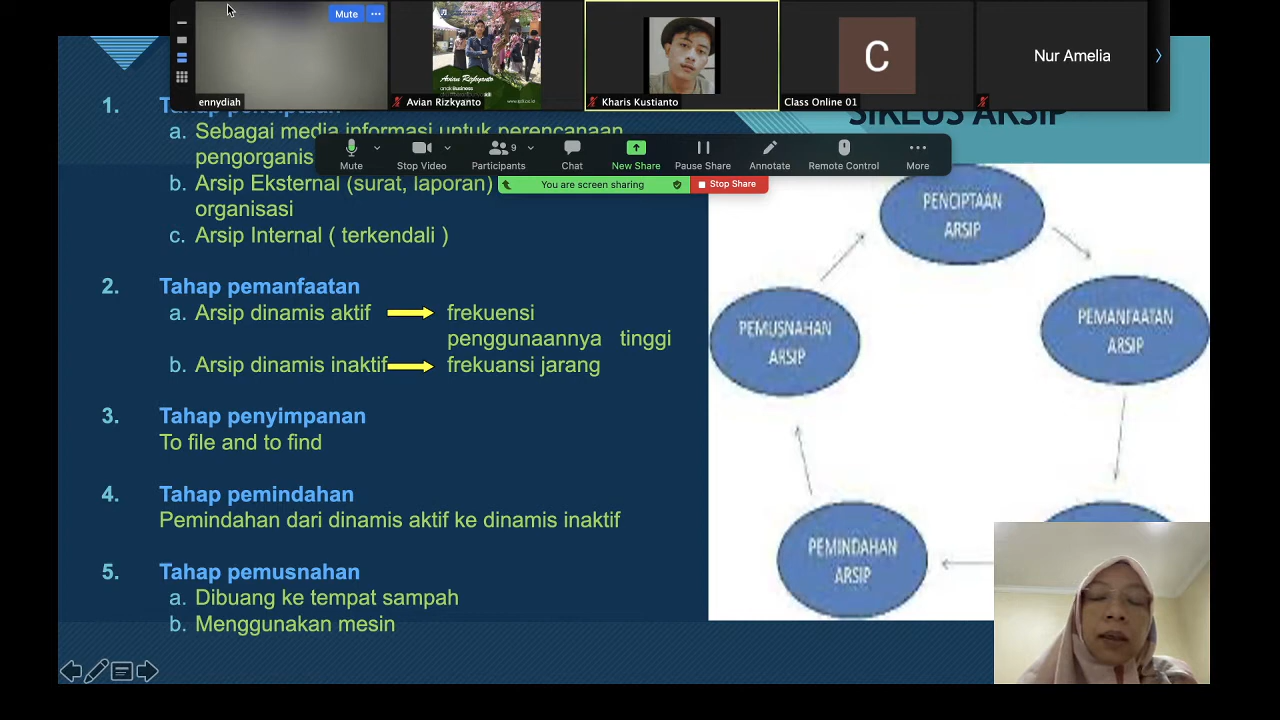 Mute
ennydiah
Avian Rizkyanto
Avian Rizkyanto
Kharis Kustianto
C
Class Online 01
Nur Amelia
Mute
Stop Video
Participants
9
Chat
New Share
Pause Share
Annotate
Remote Control
More
You are screen sharing
Stop Share
SIKLUS ARSIP
1.
a. Sebagai media informasi untuk perencanaan
pengorganis
b. Arsip Eksternal (surat, laporan)
organisasi
c. Arsip Internal ( terkendali )
2. Tahap pemanfaatan
a. Arsip dinamis aktif frekuensi
penggunaannya tinggi
b. Arsip dinamis inaktif frekuansi jarang
3. Tahap penyimpanan
To file and to find
4. Tahap pemindahan
Pemindahan dari dinamis aktif ke dinamis inaktif
5. Tahap pemusnahan
a. Dibuang ke tempat sampah
b. Menggunakan mesin
PENCIPTAAN
ARSIP
PEMANFAATAN
ARSIP
PEMINDAHAN
ARSIP
PEMUSNAHAN
ARSIP